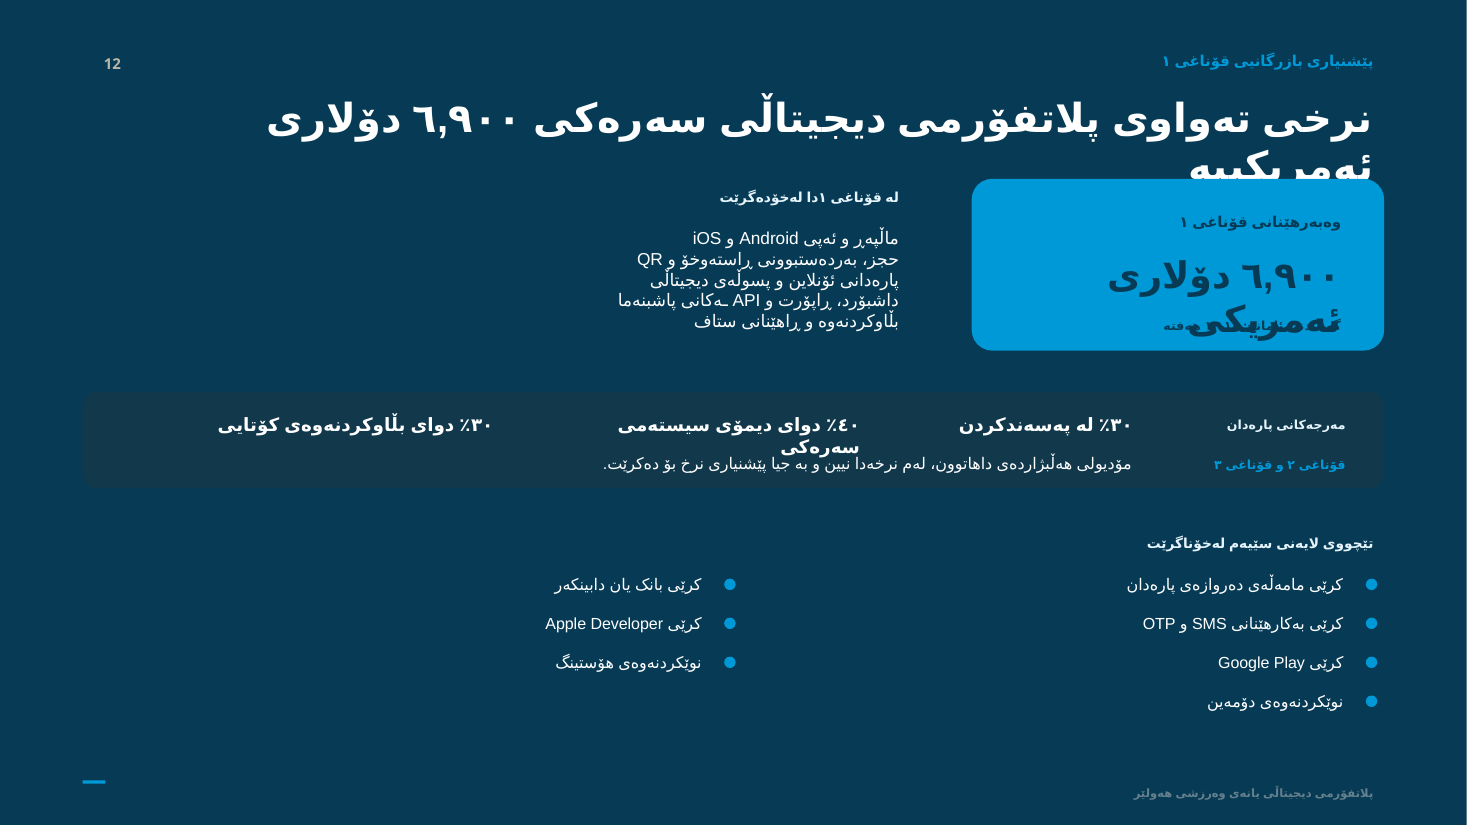 پێشنیاری بازرگانیی قۆناغی ١
12
نرخی تەواوی پلاتفۆرمی دیجیتاڵی سەرەکی ٦,٩٠٠ دۆلاری
ئەمریکییە
وەبەرهێنانی قۆناغی ١
٦,٩٠٠ دۆلاری
ئەمریکی
هەفتە
لە قۆناغی ١دا لەخۆدەگرێت
ماڵپەڕ و ئەپی Android و iOS
حجز، بەردەستبوونی ڕاستەوخۆ و QR
پارەدانی ئۆنلاین و پسوڵەی دیجیتاڵی
داشبۆرد، ڕاپۆرت و API ـەکانی پاشبنەما
بڵاوکردنەوە و ڕاهێنانی ستاف
مەرجەکانی پارەدان
٣٠٪ لە پەسەندکردن
٤٠٪ دوای دیمۆی سیستەمی
سەرەکی
٣٠٪ دوای بڵاوکردنەوەی کۆتایی
قۆناغی ٢ و قۆناغی ٣
مۆدیولی هەڵبژاردەی داهاتوون، لەم نرخەدا نیین و بە جیا پێشنیاری نرخ بۆ دەکرێت.
تێچووی لایەنی سێیەم لەخۆناگرێت
کرێی مامەڵەی دەروازەی پارەدان
کرێی بانک یان دابینکەر
کرێی بەکارهێنانی SMS و OTP
کرێی Apple Developer
کرێی Google Play
نوێکردنەوەی هۆستینگ
نوێکردنەوەی دۆمەین
پلاتفۆرمی دیجیتاڵی یانەی وەرزشی هەولێر